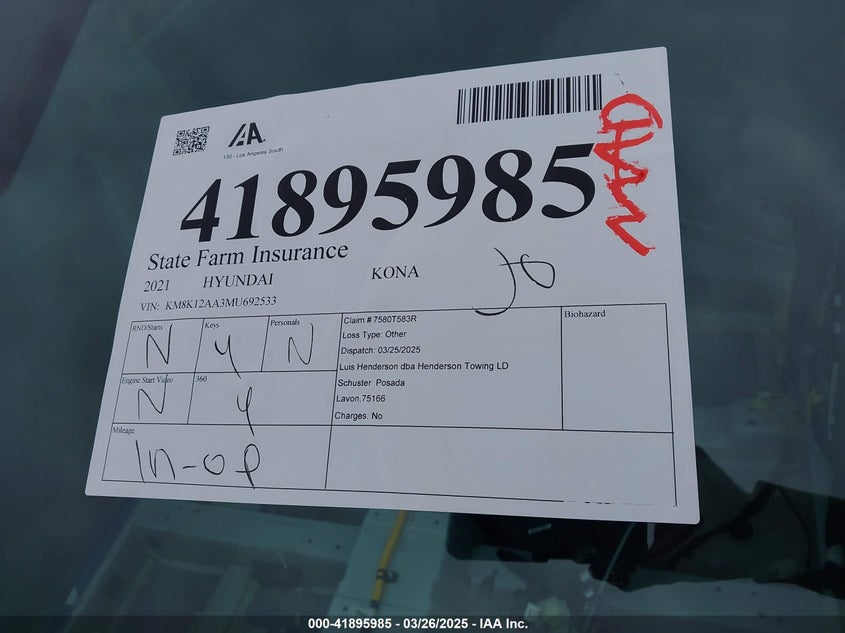 IAA.
130 - Los Angeles South
41895985
State Farm Insurance
2021 HYUNDAI KONA
VIN: KM8K12AA3MU692533
RND/Starts Keys Personals
N Y N
Engine Start Video 360
N Y
Mileage
In-op
Claim # 7580T583R
Loss Type: Other
Dispatch: 03/25/2025
Luis Henderson dba Henderson Towing LD
Schuster Posada
Lavon,75166
Charges: No
Biohazard
000-41895985 - 03/26/2025 - IAA Inc.